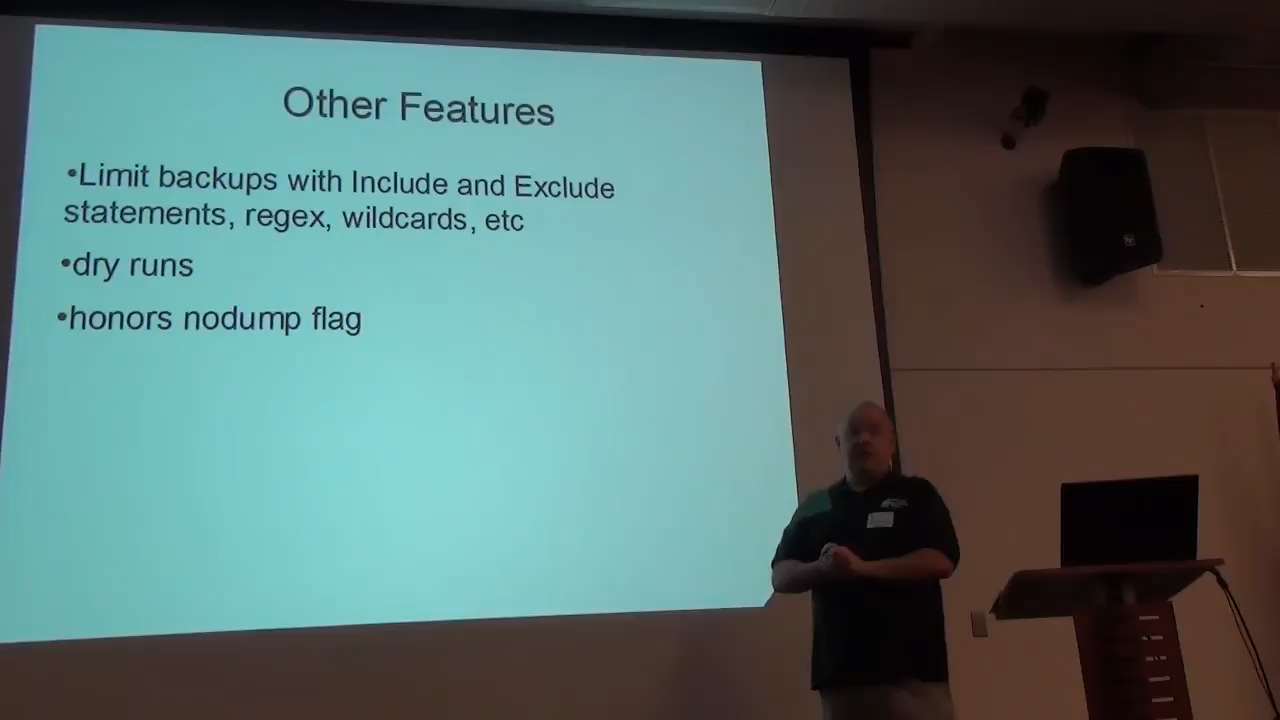 Other Features
•Limit backups with Include and Exclude
statements, regex, wildcards, etc
•dry runs
•honors nodump flag